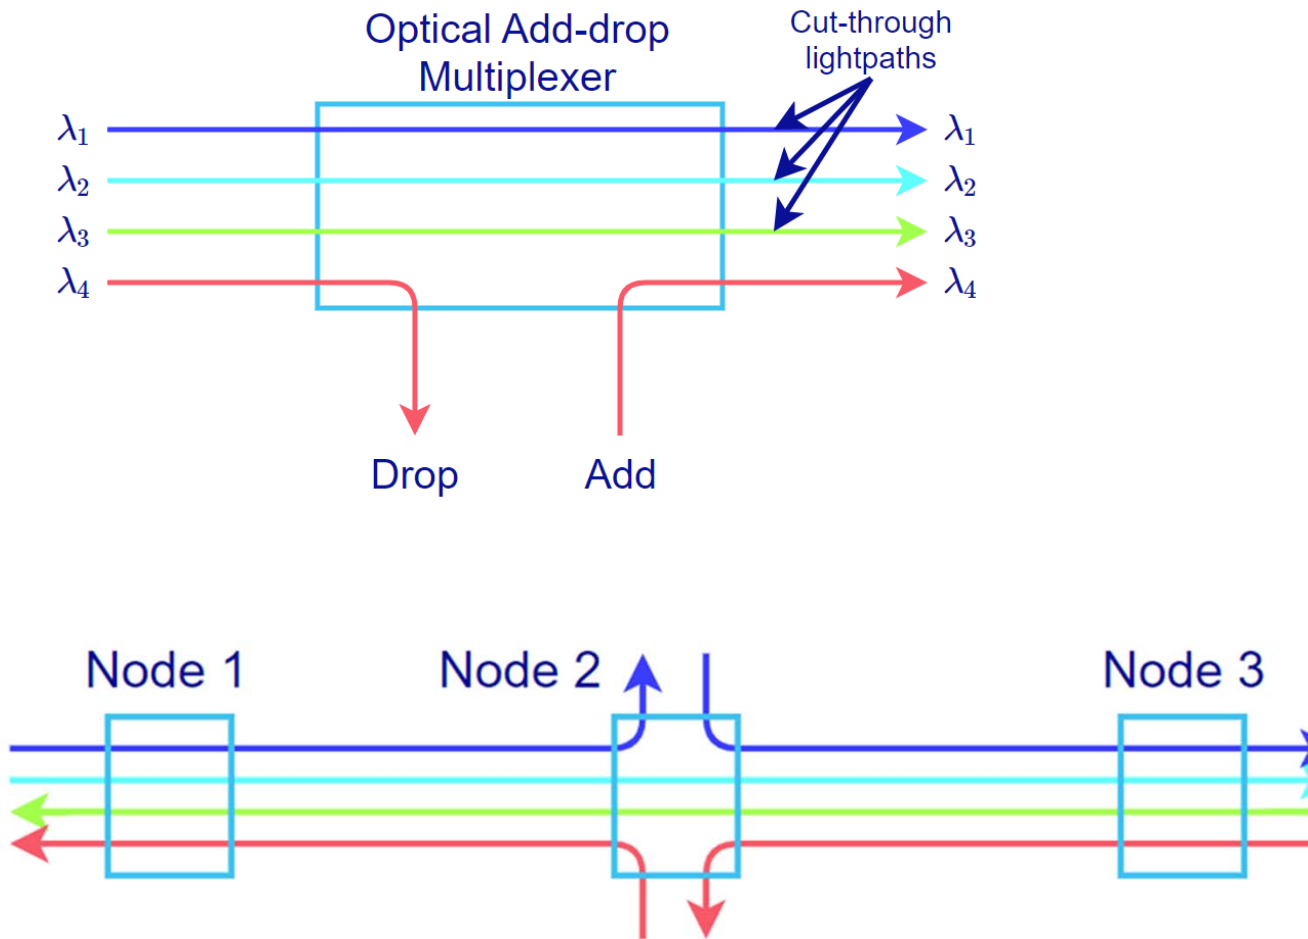 Optical Add-drop
Multiplexer
Cut-through
lightpaths
λ₁ λ₁
λ₂ λ₂
λ₃ λ₃
λ₄ λ₄
Drop Add
Node 1 Node 2 Node 3